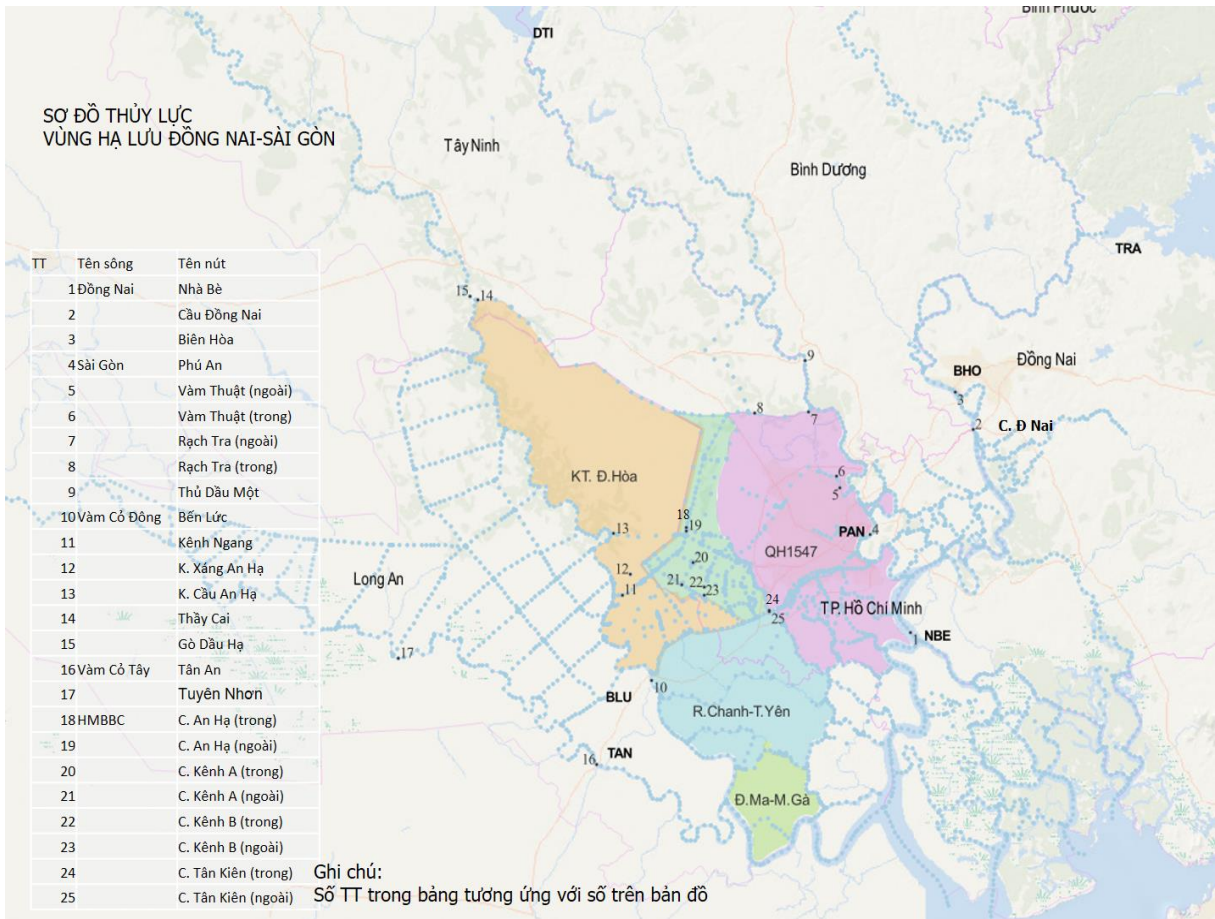 Bình Phước
DTI
SƠ ĐỒ THỦY LỰC
VÙNG HẠ LƯU ĐỒNG NAI-SÀI GÒN
Tây Ninh
Bình Dương
TRA
TT Tên sông Tên nút
1 Đồng Nai Nhà Bè
2 Cầu Đồng Nai
3 Biên Hòa
4 Sài Gòn Phú An
5 Vàm Thuật (ngoài)
6 Vàm Thuật (trong)
7 Rạch Tra (ngoài)
8 Rạch Tra (trong)
9 Thủ Dầu Một
10 Vàm Cỏ Đông Bến Lức
11 Kênh Ngang
12 K. Xáng An Hạ
13 K. Cầu An Hạ
14 Thầy Cai
15 Gò Dầu Hạ
16 Vàm Cỏ Tây Tân An
17 Tuyên Nhơn
18 HMBBC C. An Hạ (trong)
19 C. An Hạ (ngoài)
20 C. Kênh A (trong)
21 C. Kênh A (ngoài)
22 C. Kênh B (trong)
23 C. Kênh B (ngoài)
24 C. Tân Kiên (trong)
25 C. Tân Kiên (ngoài)
15 14
9
BHO
Đồng Nai
3
8
7
2
C. Đ Nai
KT. Đ.Hòa
6
5
18
19
13
PAN
4
QH1547
20
12
Long An
21
22
23
11
24
25
TP. Hồ Chí Minh
1
NBE
17
10
BLU
R.Chanh-T.Yên
16
TAN
Đ.Ma-M.Gà
Ghi chú:
Số TT trong bảng tương ứng với số trên bản đồ